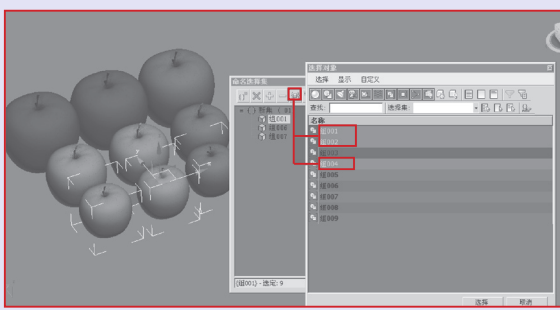 选择对象
选择 显示 自定义
查找:
选择集:
名称
组001
组002
组003
组004
组005
组006
组007
组008
组009
选择
取消
命名选择集
组001
组006
组007
{组001} - 选定: 9